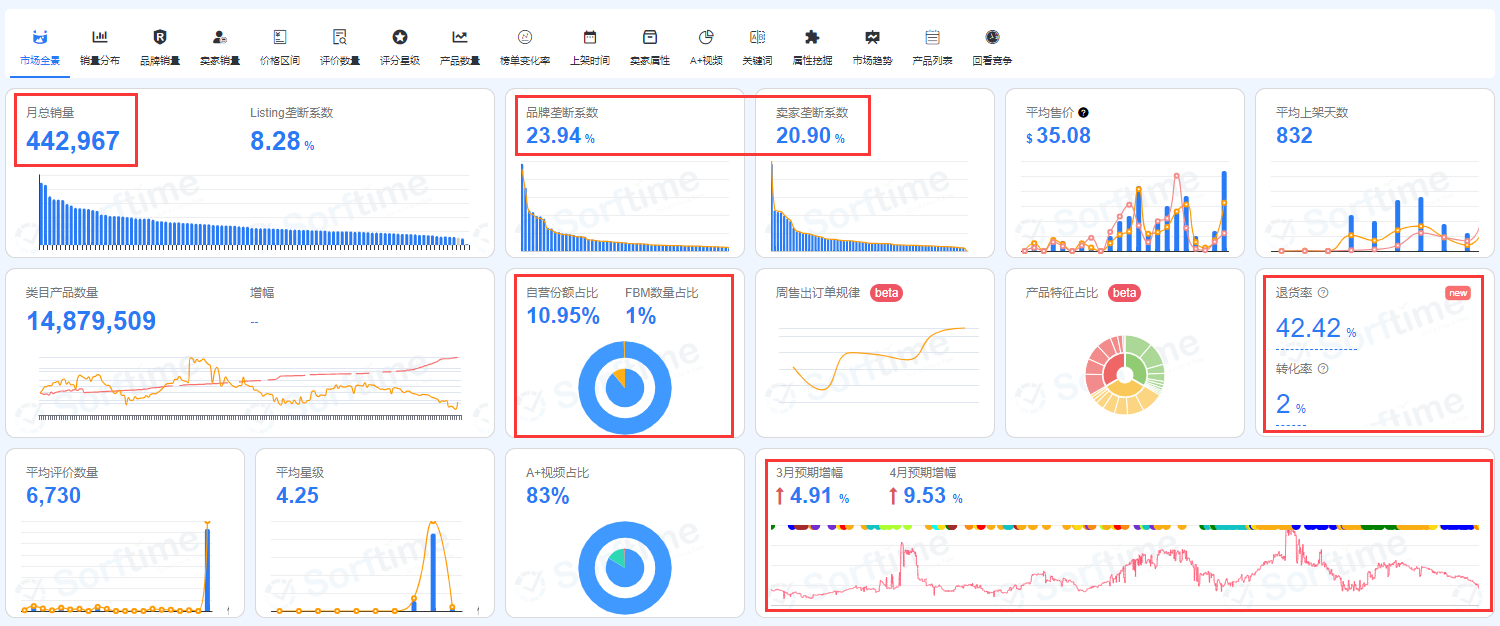 市场全景 销量分布 品牌销量 卖家销量 价格区间 评价数量 评分星级 产品数量 榜单变化率 上架时间 卖家属性 A+视频 关键词 属性挖掘 市场趋势 产品列表 回看竞争
月总销量
442,967
Listing垄断系数
8.28 %
品牌垄断系数
23.94 %
卖家垄断系数
20.90 %
平均售价
$ 35.08
平均上架天数
832
类目产品数量
14,879,509
增幅
--
自营份额占比
10.95%
FBM数量占比
1%
周售出订单规律 beta
产品特征占比 beta
退货率 new
42.42 %
转化率
2 %
平均评价数量
6,730
平均星级
4.25
A+视频占比
83%
3月预期增幅
4.91 %
4月预期增幅
9.53 %
Sorftime